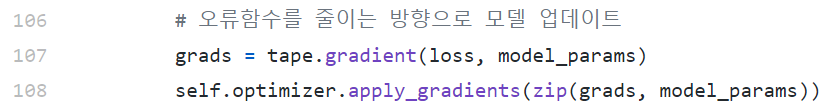 106 # 오류함수를 줄이는 방향으로 모델 업데이트
107 grads = tape.gradient(loss, model_params)
108 self.optimizer.apply_gradients(zip(grads, model_params))